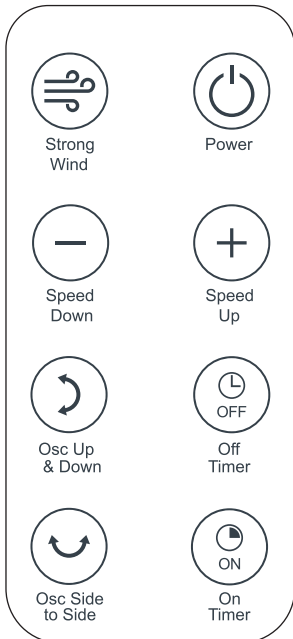 Strong
Wind
Power
Speed
Down
Speed
Up
Osc Up
& Down
OFF
Off
Timer
Osc Side
to Side
ON
On
Timer